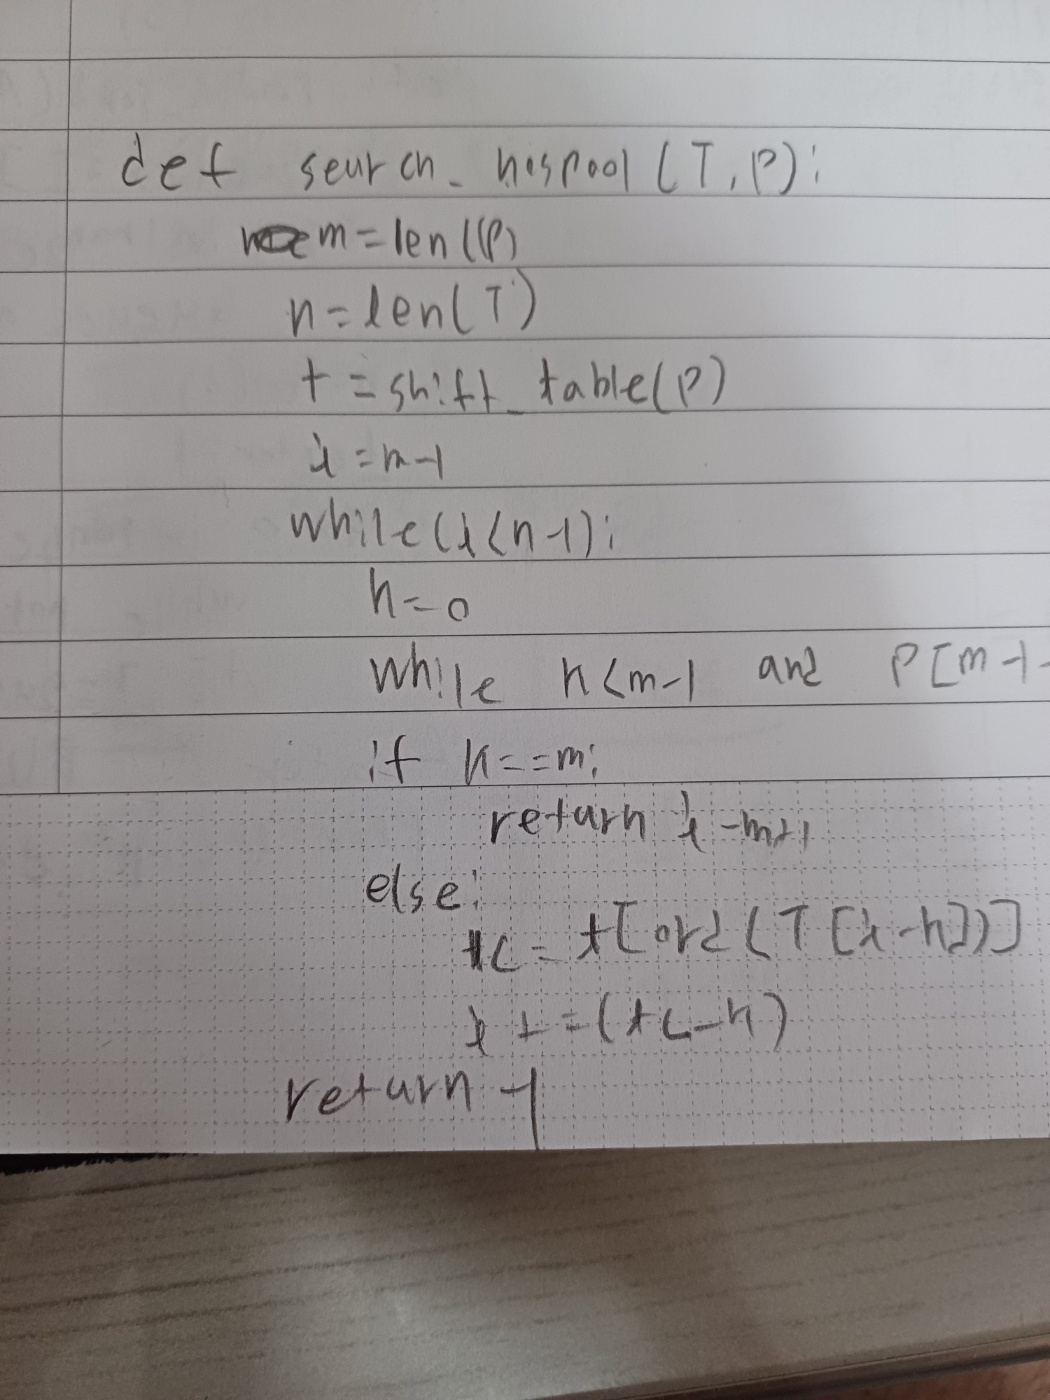 def seurch_hospool(T,P):
m=len((P)
n=len(T)
t=shift_table(P)
i=m-1
while(i<n-1):
k=0
while k<m-1 and P[m-1-
if k==m:
return i-m+1
else:
tc=t[ord(T[i-k])]
i+=(tc-k)
return -1